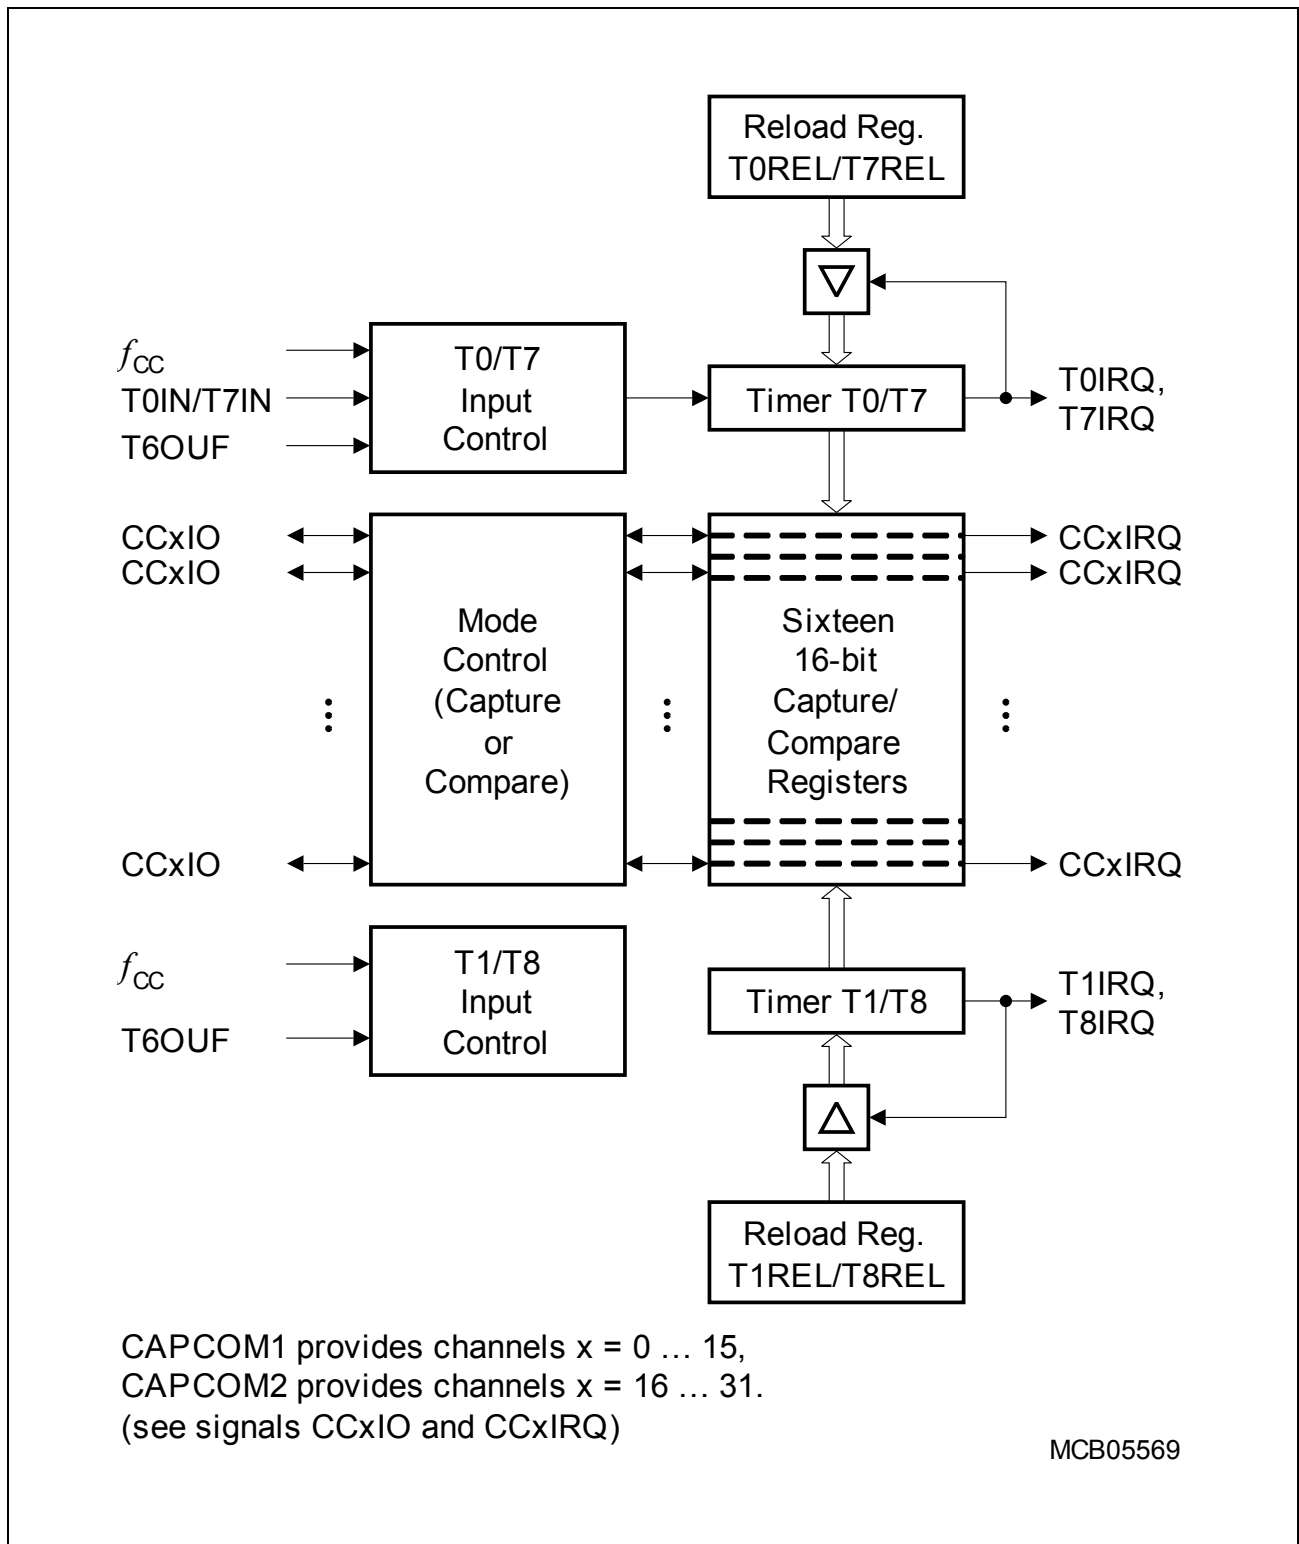 Reload Reg.
T0REL/T7REL
fCC
T0IN/T7IN
T6OUF
T0/T7
Input
Control
Timer T0/T7
T0IRQ,
T7IRQ
CCxIO
CCxIO
CCxIO
Mode
Control
(Capture
or
Compare)
Sixteen
16-bit
Capture/
Compare
Registers
CCxIRQ
CCxIRQ
CCxIRQ
fCC
T6OUF
T1/T8
Input
Control
Timer T1/T8
T1IRQ,
T8IRQ
Reload Reg.
T1REL/T8REL
CAPCOM1 provides channels x = 0 … 15,
CAPCOM2 provides channels x = 16 … 31.
(see signals CCxIO and CCxIRQ)
MCB05569